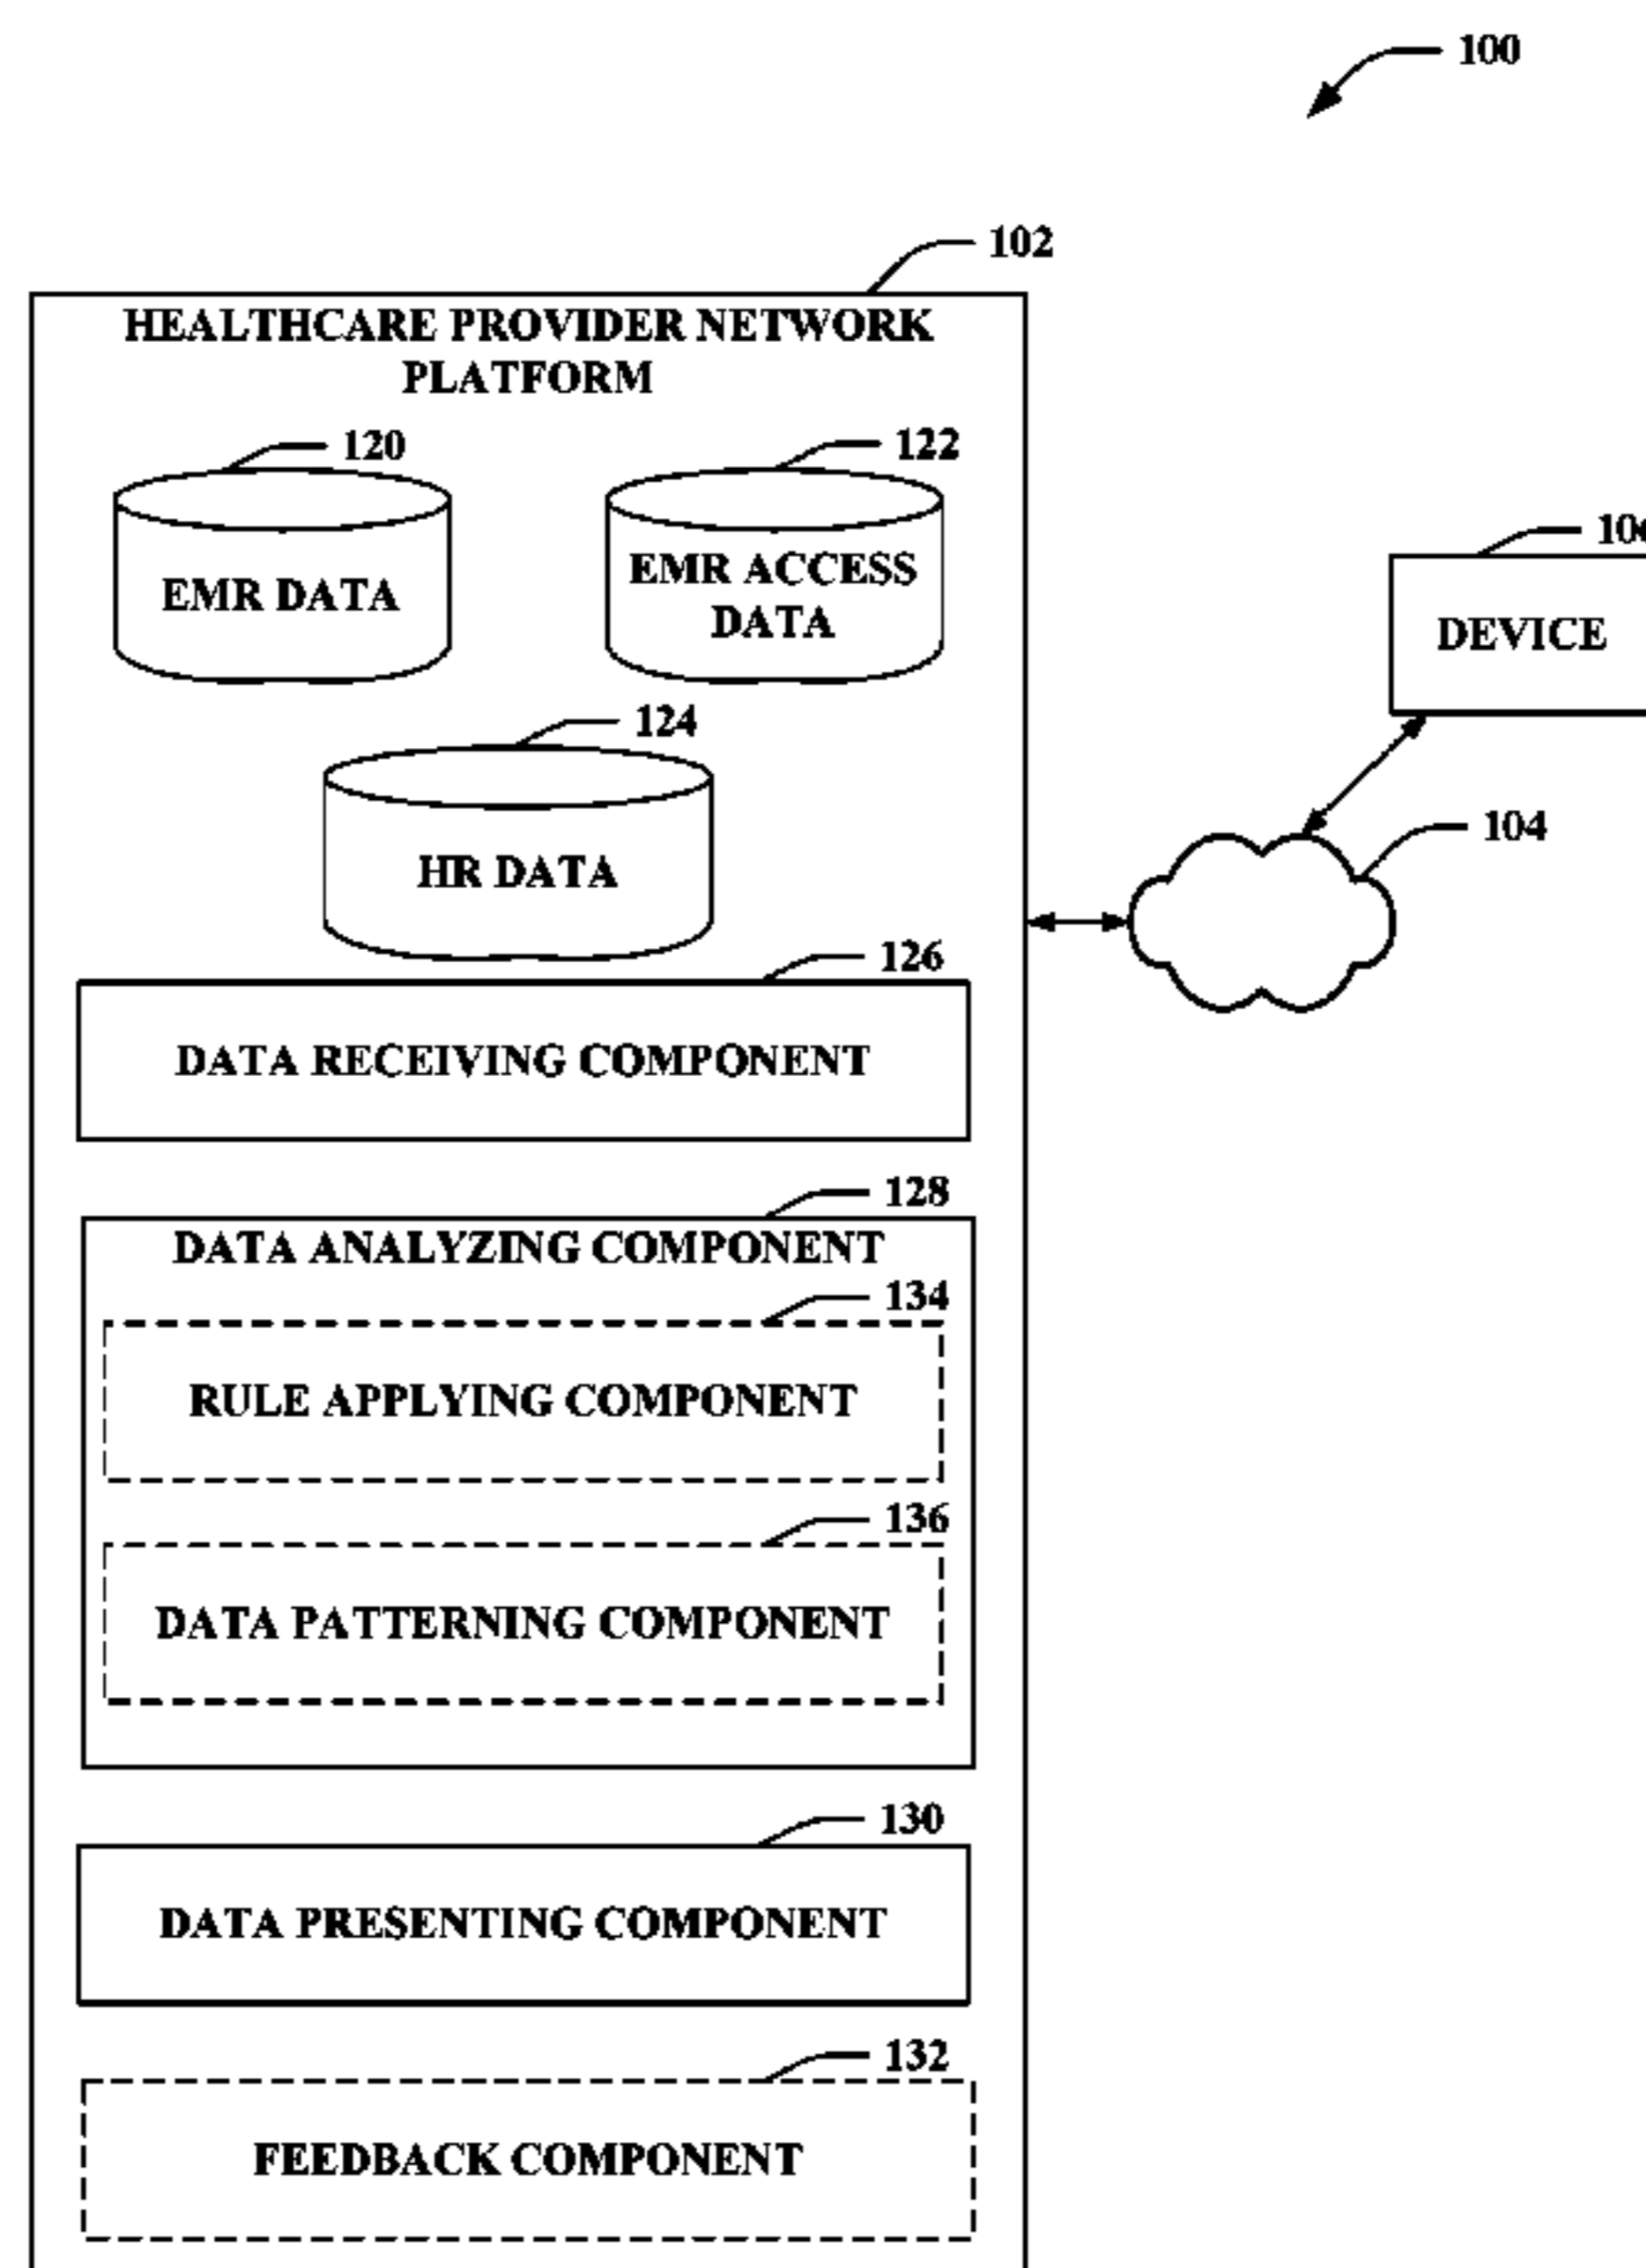 100
102
HEALTHCARE PROVIDER NETWORK
PLATFORM
120
122
EMR DATA
EMR ACCESS
DATA
DEVICE
124
HR DATA
104
126
DATA RECEIVING COMPONENT
128
DATA ANALYZING COMPONENT
134
RULE APPLYING COMPONENT
136
DATA PATTERNING COMPONENT
130
DATA PRESENTING COMPONENT
132
FEEDBACK COMPONENT